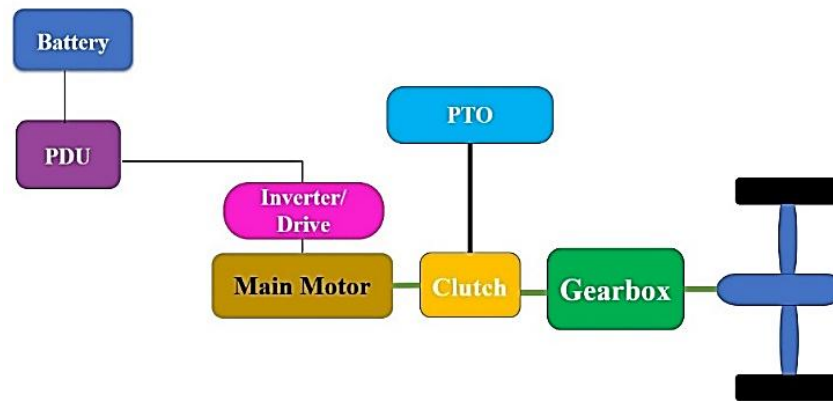 Battery
PTO
PDU
Inverter/
Drive
Main Motor
Clutch
Gearbox